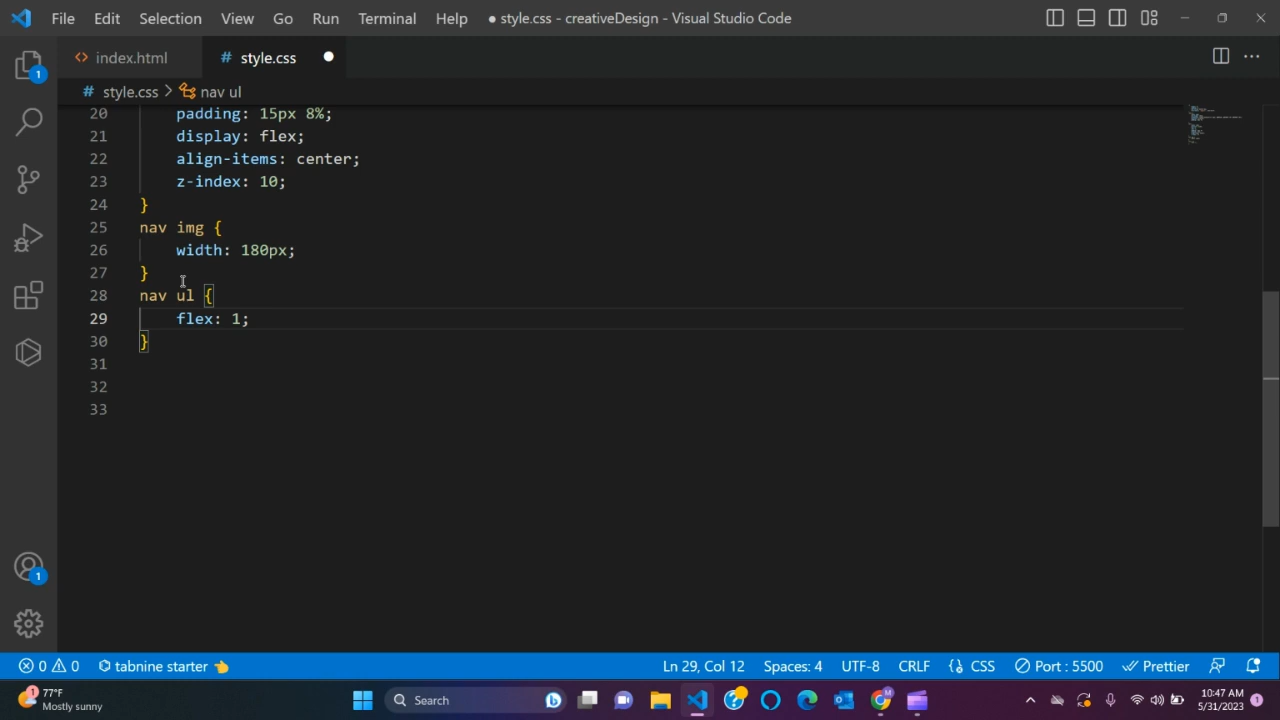 File Edit Selection View Go Run Terminal Help ● style.css - creativeDesign - Visual Studio Code
1
<> index.html
# style.css
# style.css > nav ul
20 padding: 15px 8%;
21 display: flex;
22 align-items: center;
23 z-index: 10;
24 }
25 nav img {
26 width: 180px;
27 }
28 nav ul {
29 flex: 1;
30 }
31
32
33
1
0 0 tabnine starter Ln 29, Col 12 Spaces: 4 UTF-8 CRLF {} CSS Port : 5500 Prettier
1 77°F
Mostly sunny
Search
M
10:47 AM
5/31/2023
1